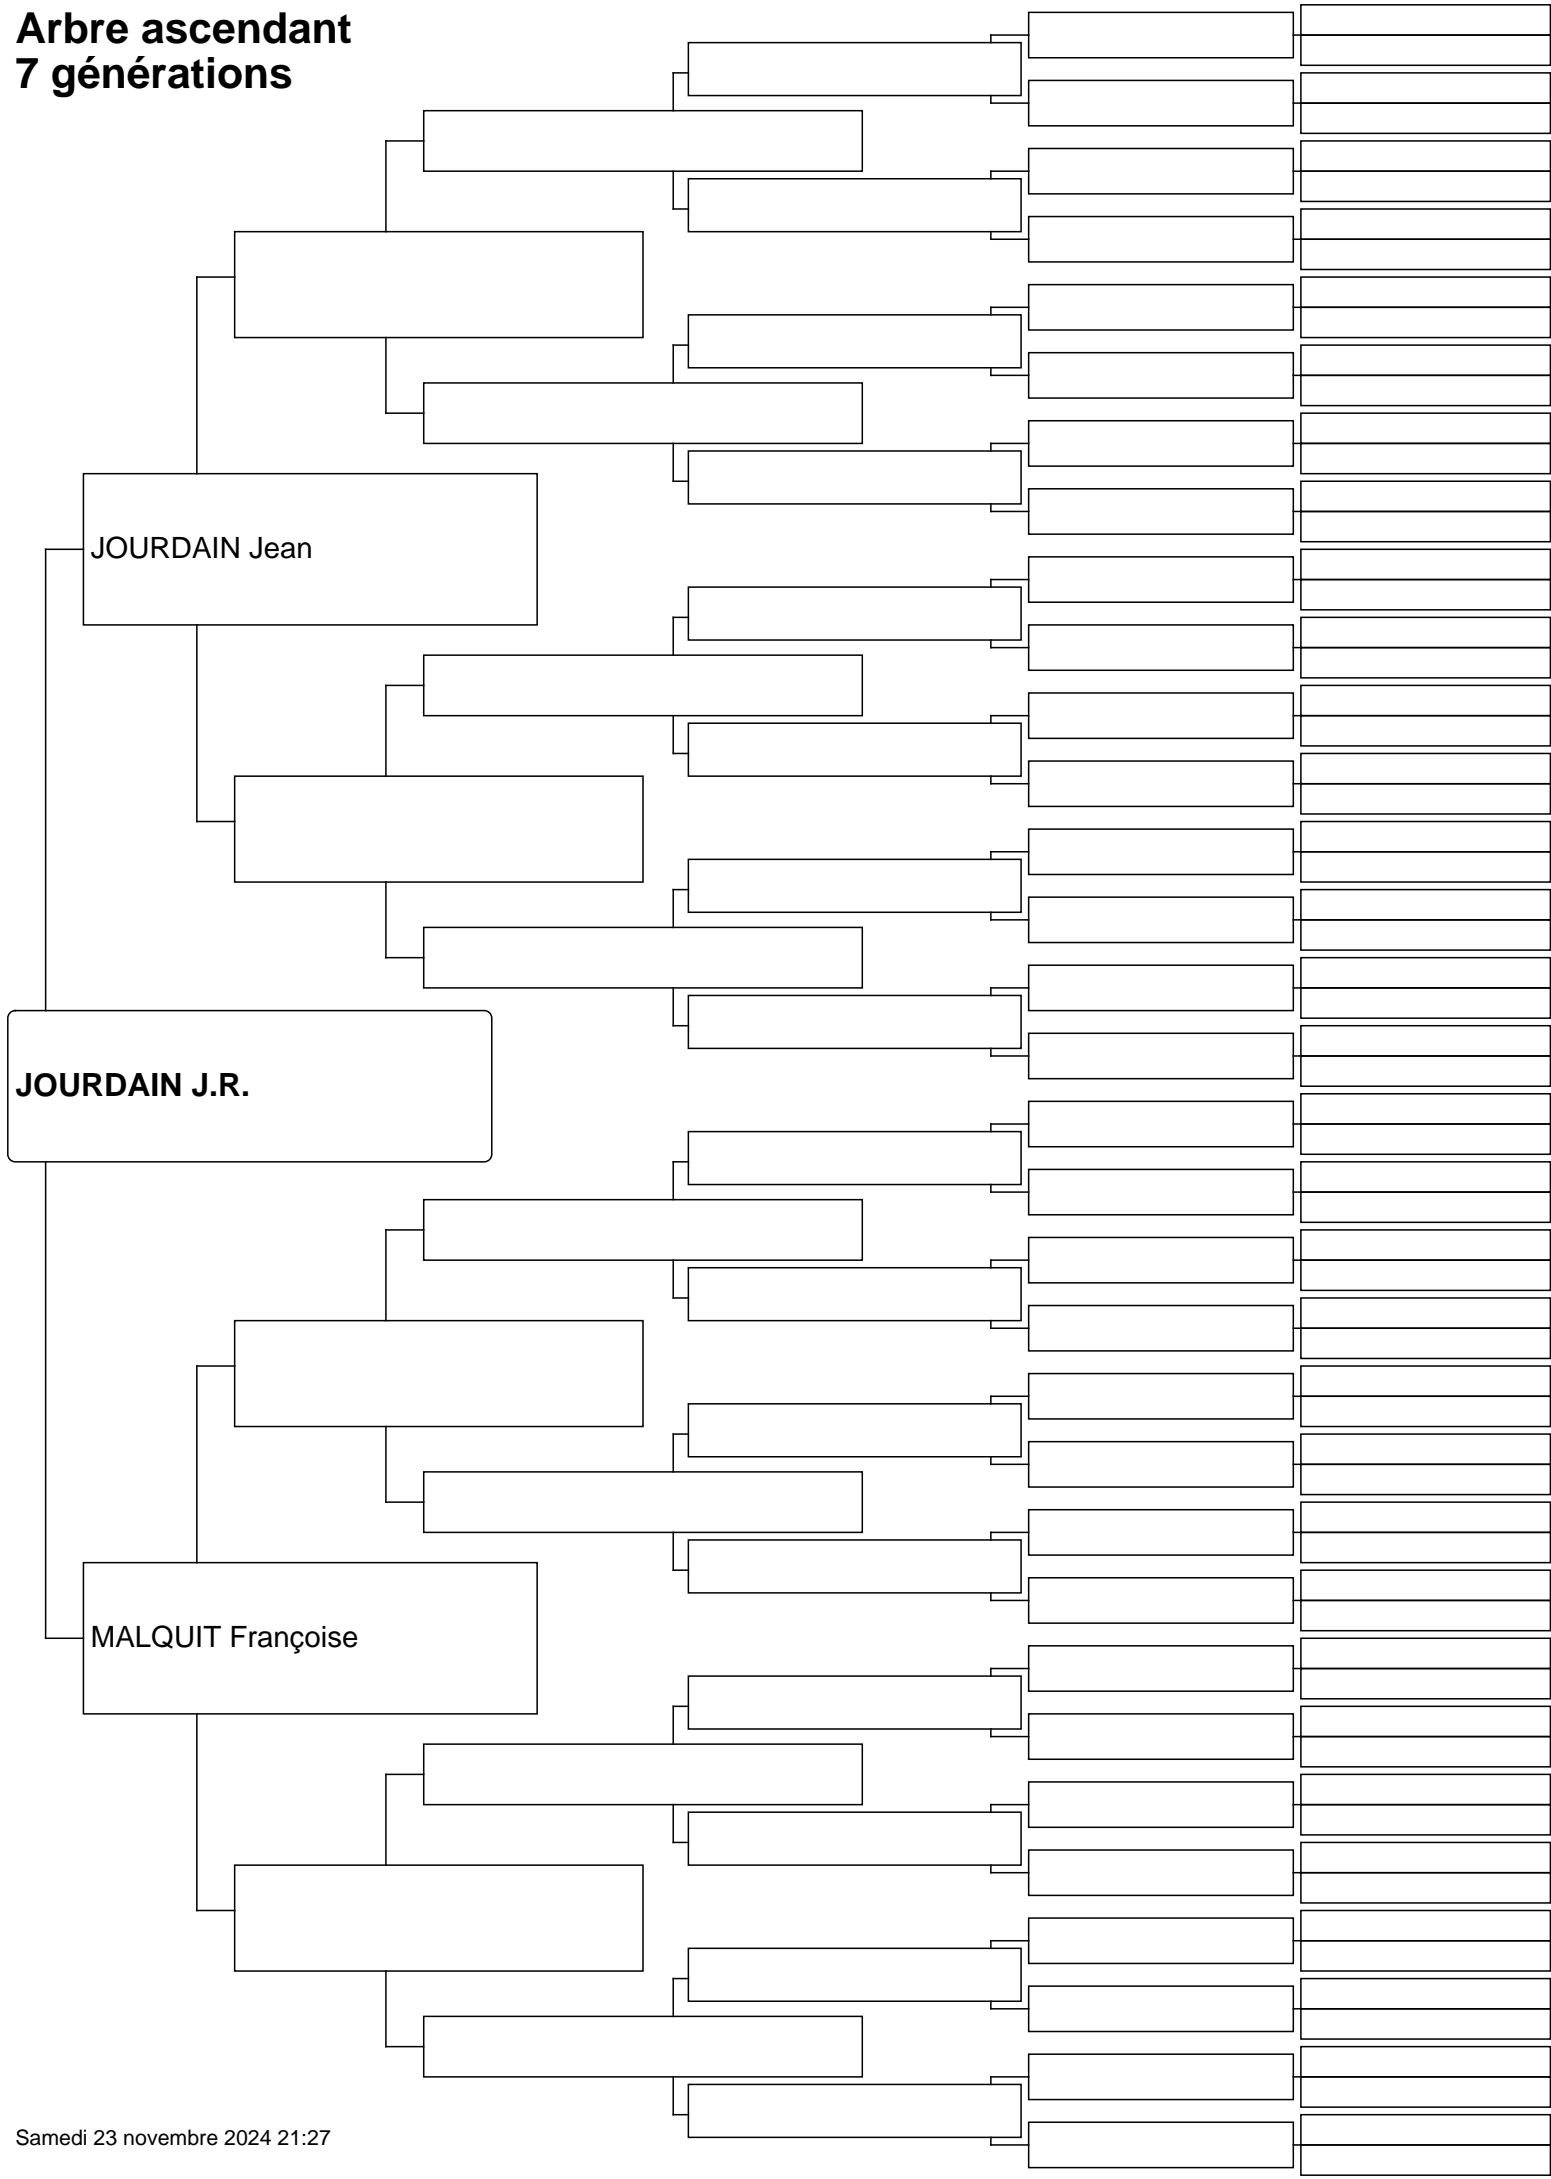 Arbre ascendant
7 générations
JOURDAIN Jean
JOURDAIN J.R.
MALQUIT Françoise
Samedi 23 novembre 2024 21:27